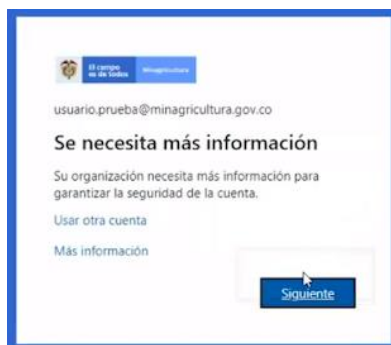 El campo
es de todos
Minagricultura
usuario.prueba@minagricultura.gov.co
Se necesita más información
Su organización necesita más información para
garantizar la seguridad de la cuenta.
Usar otra cuenta
Más información
Siguiente